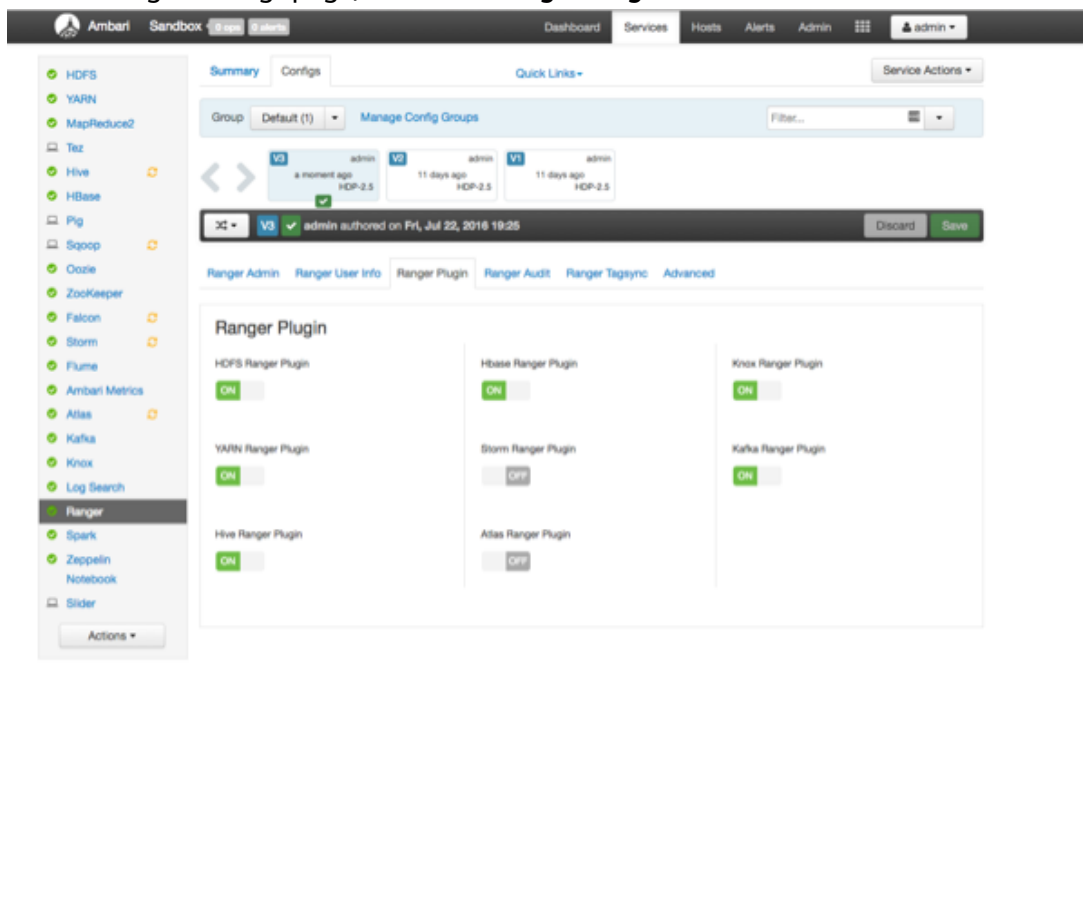 Ambari Sandbox 0 ops 0 alerts Dashboard Services Hosts Alerts Admin admin
HDFS
YARN
MapReduce2
Tez
Hive
HBase
Pig
Sqoop
Oozie
ZooKeeper
Falcon
Storm
Flume
Ambari Metrics
Atlas
Kafka
Knox
Log Search
Ranger
Spark
Zeppelin
Notebook
Slider
Actions
Summary Configs Quick Links Service Actions
Group Default (1) Manage Config Groups Filter...
V3 admin V2 admin V1 admin
a moment ago 11 days ago 11 days ago
HDP-2.5 HDP-2.5 HDP-2.5
V3 admin authored on Fri, Jul 22, 2016 19:25 Discard Save
Ranger Admin Ranger User Info Ranger Plugin Ranger Audit Ranger Tagsync Advanced
Ranger Plugin
HDFS Ranger Plugin Hbase Ranger Plugin Knox Ranger Plugin
ON ON ON
YARN Ranger Plugin Storm Ranger Plugin Kafka Ranger Plugin
ON OFF ON
Hive Ranger Plugin Atlas Ranger Plugin
ON OFF